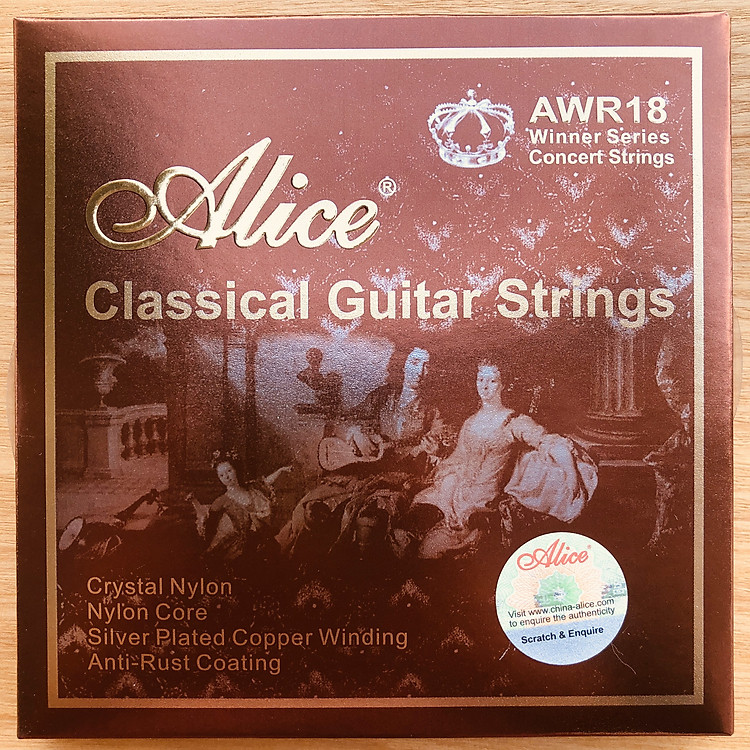 AWR18
Winner Series
Concert Strings
Alice®
Classical Guitar Strings
Crystal Nylon
Nylon Core
Silver Plated Copper Winding
Anti-Rust Coating
Alice®
Visit www.china-alice.com
to enquire the authenticity
Scratch & Enquire